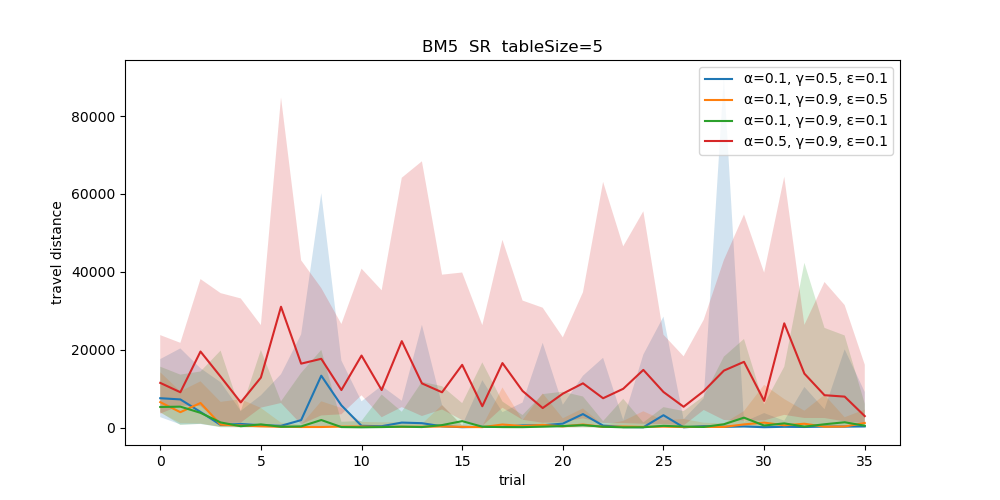 BM5  SR  tableSize=5
α=0.1, γ=0.5, ε=0.1
α=0.1, γ=0.9, ε=0.5
α=0.1, γ=0.9, ε=0.1
α=0.5, γ=0.9, ε=0.1
travel distance
80000
60000
40000
20000
0
0 5 10 15 20 25 30 35
trial